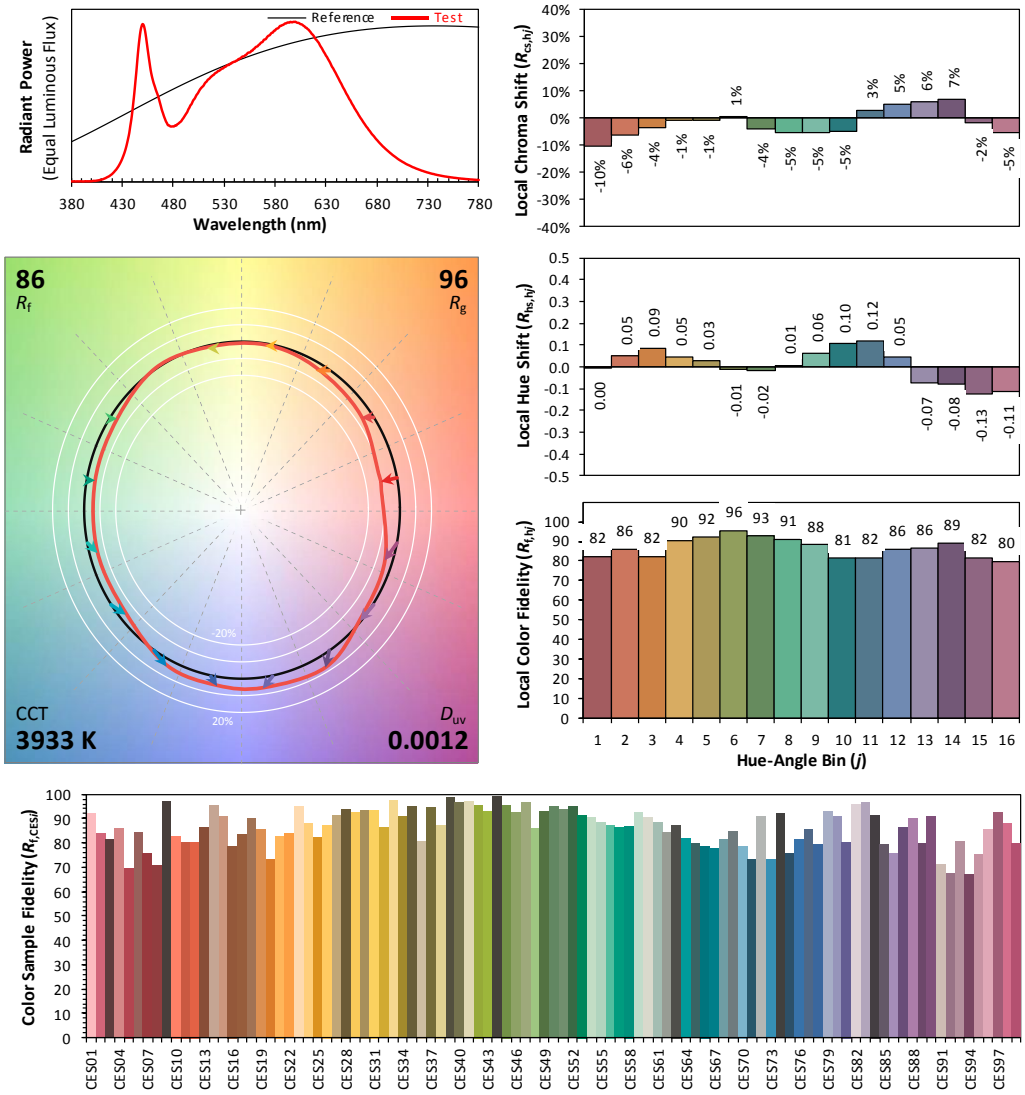 Radiant Power
(Equal Luminous Flux)
Reference
Test
380 430 480 530 580 630 680 730 780
Wavelength (nm)
Local Chroma Shift (Rcs,hj)
40%
30%
20%
10%
0%
-10%
-20%
-30%
-40%
-10% -6% -4% -1% -1% 1% -4% -5% -5% -5% 3% 5% 6% 7% -2% -5%
86
Rf
96
Rg
-20%
20%
CCT
3933 K
Duv
0.0012
Local Hue Shift (Rhs,hj)
0.5
0.4
0.3
0.2
0.1
0.0
-0.1
-0.2
-0.3
-0.4
-0.5
0.00 0.05 0.09 0.05 0.03 -0.01 -0.02 0.01 0.06 0.10 0.12 0.05 -0.07 -0.08 -0.13 -0.11
Local Color Fidelity (Rf,hj)
100
90
80
70
60
50
40
30
20
10
0
82 86 82 90 92 96 93 91 88 81 82 86 86 89 82 80
1 2 3 4 5 6 7 8 9 10 11 12 13 14 15 16
Hue-Angle Bin (j)
Color Sample Fidelity (Rf,CESi)
100
90
80
70
60
50
40
30
20
10
0
CES01 CES04 CES07 CES10 CES13 CES16 CES19 CES22 CES25 CES28 CES31 CES34 CES37 CES40 CES43 CES46 CES49 CES52 CES55 CES58 CES61 CES64 CES67 CES70 CES73 CES76 CES79 CES82 CES85 CES88 CES91 CES94 CES97